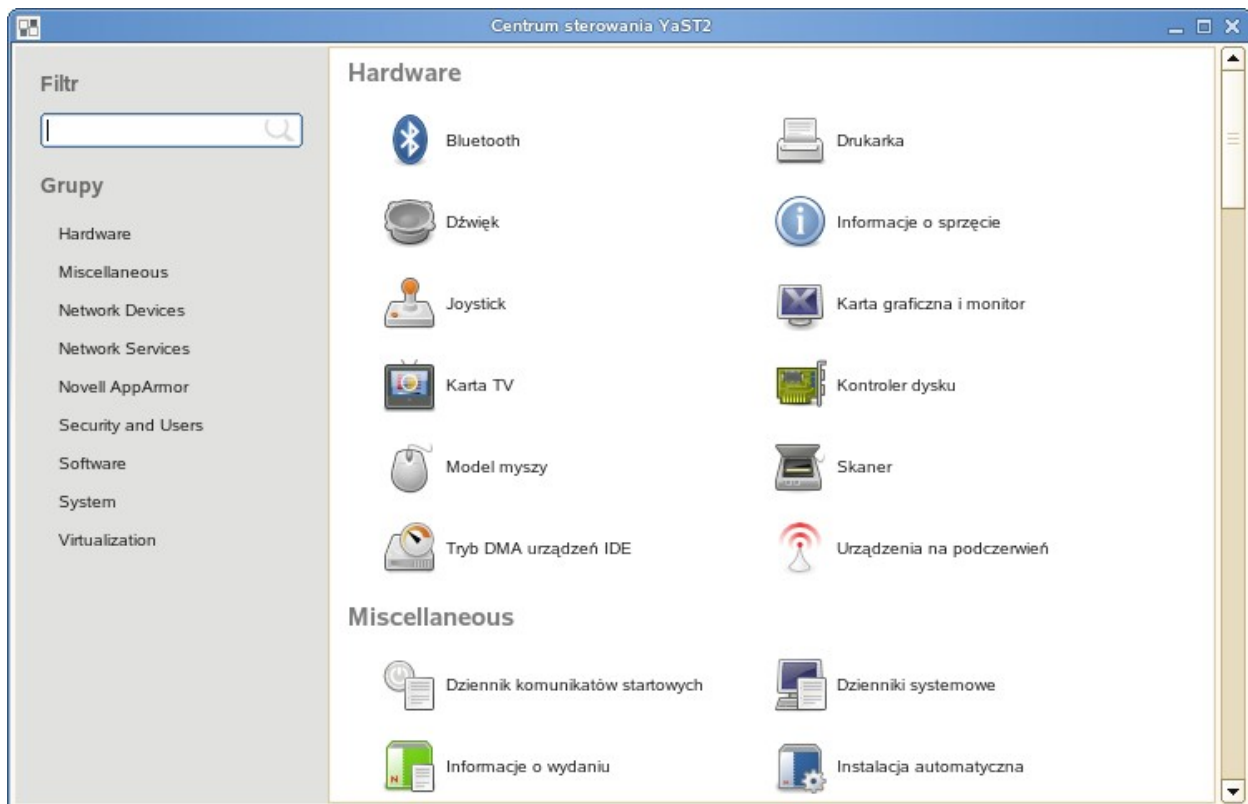 Centrum sterowania YaST2
Filtr
Grupy
Hardware
Miscellaneous
Network Devices
Network Services
Novell AppArmor
Security and Users
Software
System
Virtualization
Hardware
Bluetooth
Drukarka
Dźwięk
Informacje o sprzęcie
Joystick
Karta graficzna i monitor
Karta TV
Kontroler dysku
Model myszy
Skaner
Tryb DMA urządzeń IDE
Urządzenia na podczerwień
Miscellaneous
Dziennik komunikatów startowych
Dzienniki systemowe
Informacje o wydaniu
Instalacja automatyczna